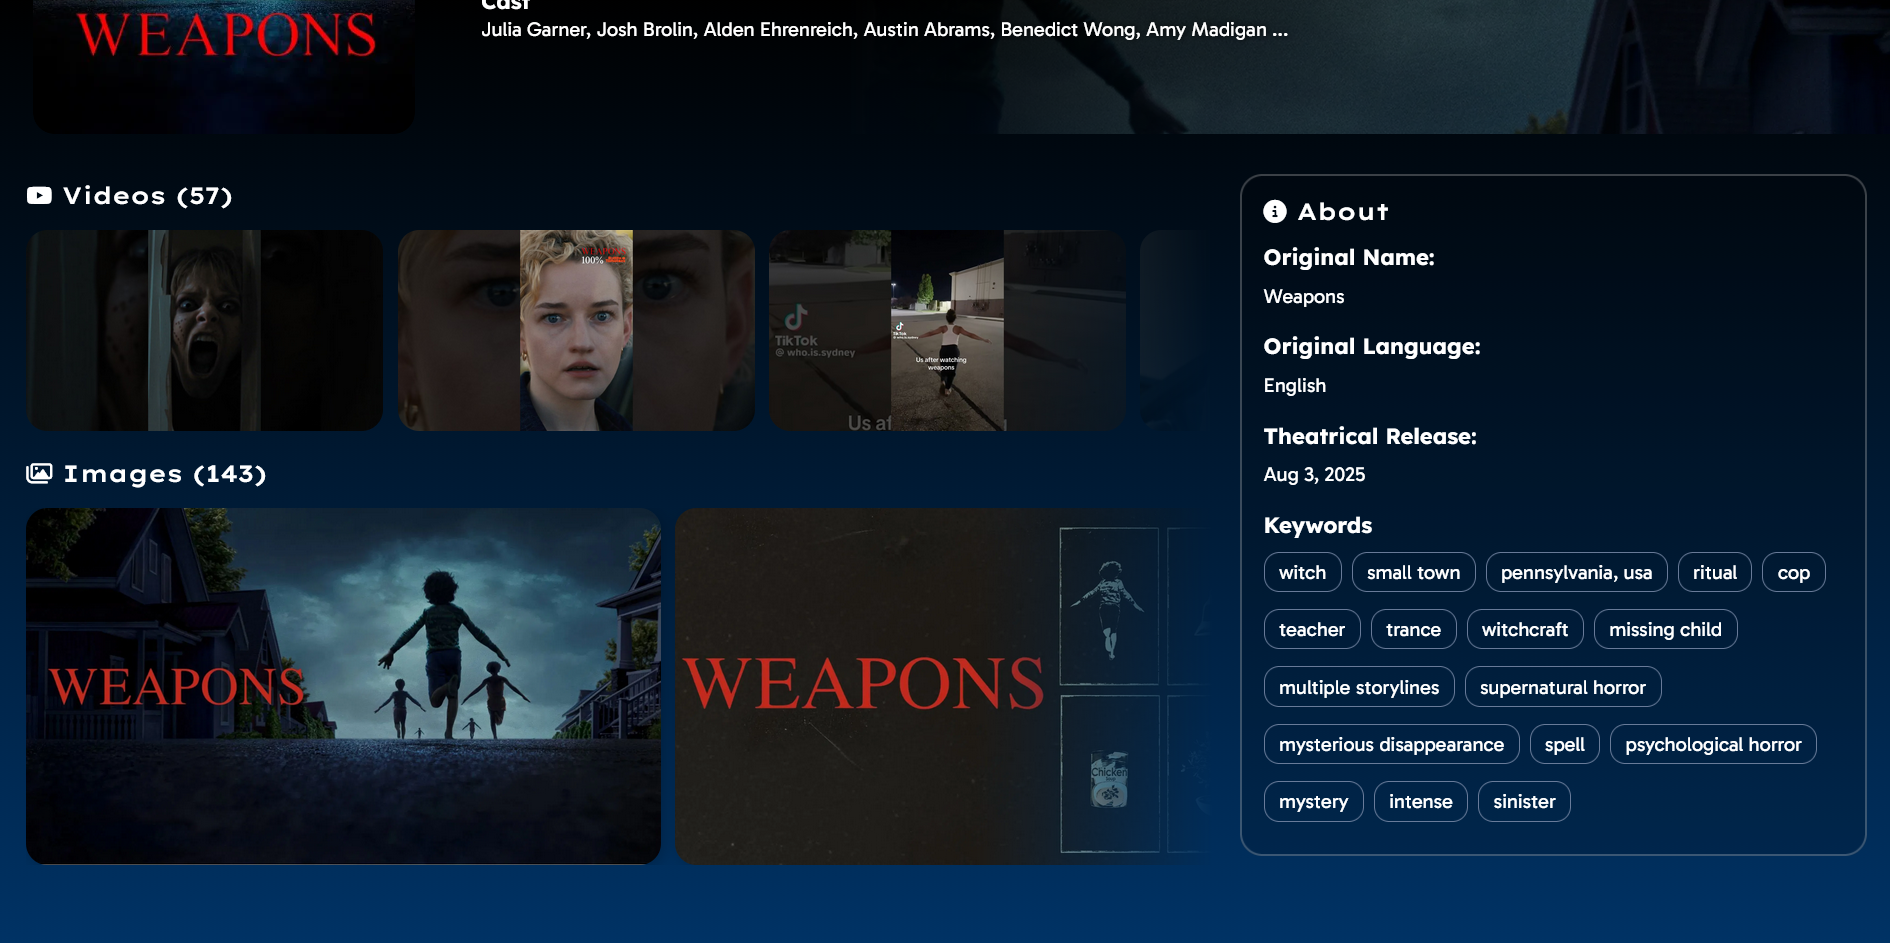 Cast
WEAPONS
Julia Garner, Josh Brolin, Alden Ehrenreich, Austin Abrams, Benedict Wong, Amy Madigan ...
Videos (57)
100%
TikTok
@ who.is.sydney
TikTok
Us after watching
weapons
Us af
Images (143)
WEAPONS
WEAPONS
Chicken
About
Original Name:
Weapons
Original Language:
English
Theatrical Release:
Aug 3, 2025
Keywords
witch
small town
pennsylvania, usa
ritual
cop
teacher
trance
witchcraft
missing child
multiple storylines
supernatural horror
mysterious disappearance
spell
psychological horror
mystery
intense
sinister